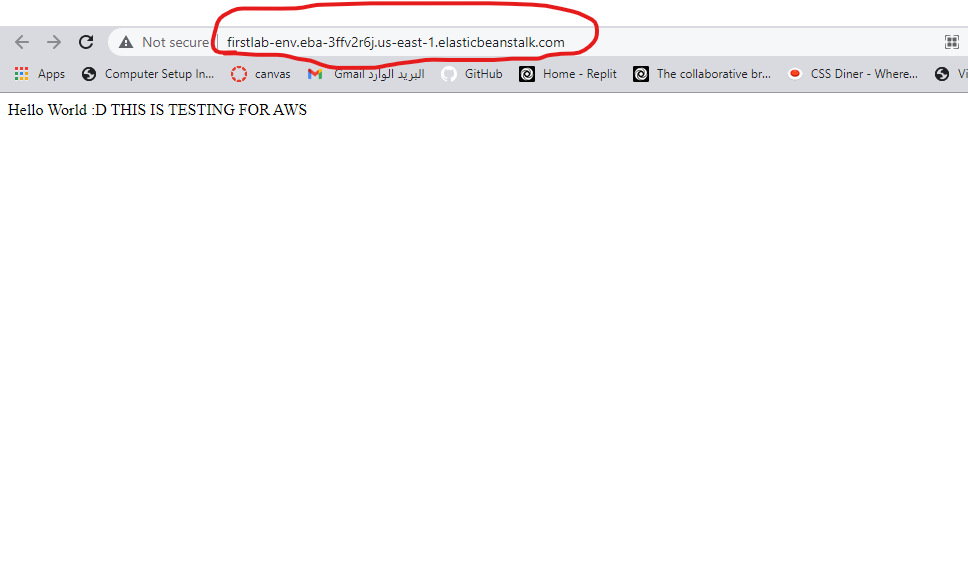 Not secure firstlab-env.eba-3ffv2r6j.us-east-1.elasticbeanstalk.com
Apps Computer Setup In... canvas Gmail البريد الوارد GitHub Home - Replit The collaborative br... CSS Diner - Where... Vi
Hello World :D THIS IS TESTING FOR AWS